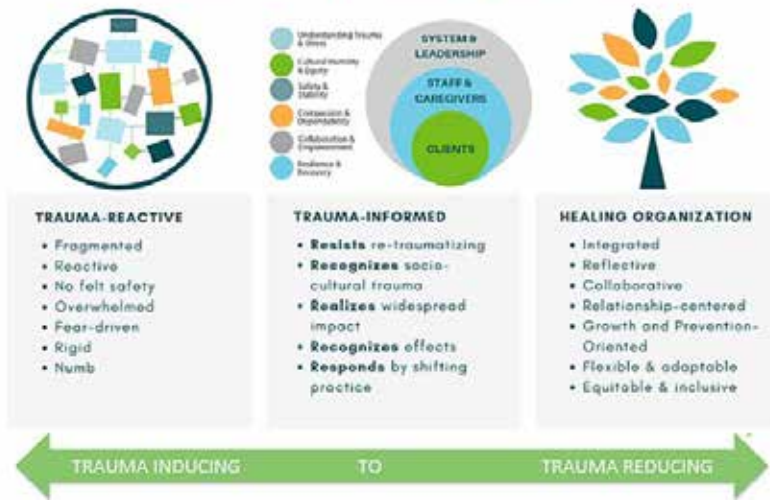 Understanding Trauma
& Stress
Cultural Humility
& Equity
Safety &
Stability
Compassion &
Dependability
Collaboration &
Empowerment
Resilience &
Recovery
SYSTEM &
LEADERSHIP
STAFF &
CAREGIVERS
CLIENTS
TRAUMA-REACTIVE
• Fragmented
• Reactive
• No felt safety
• Overwhelmed
• Fear-driven
• Rigid
• Numb
TRAUMA-INFORMED
• Resists re-traumatizing
• Recognizes socio-
cultural trauma
• Realizes widespread
impact
• Recognizes effects
• Responds by shifting
practice
HEALING ORGANIZATION
• Integrated
• Reflective
• Collaborative
• Relationship-centered
• Growth and Prevention-
Oriented
• Flexible & adaptable
• Equitable & inclusive
TRAUMA INDUCING TO TRAUMA REDUCING